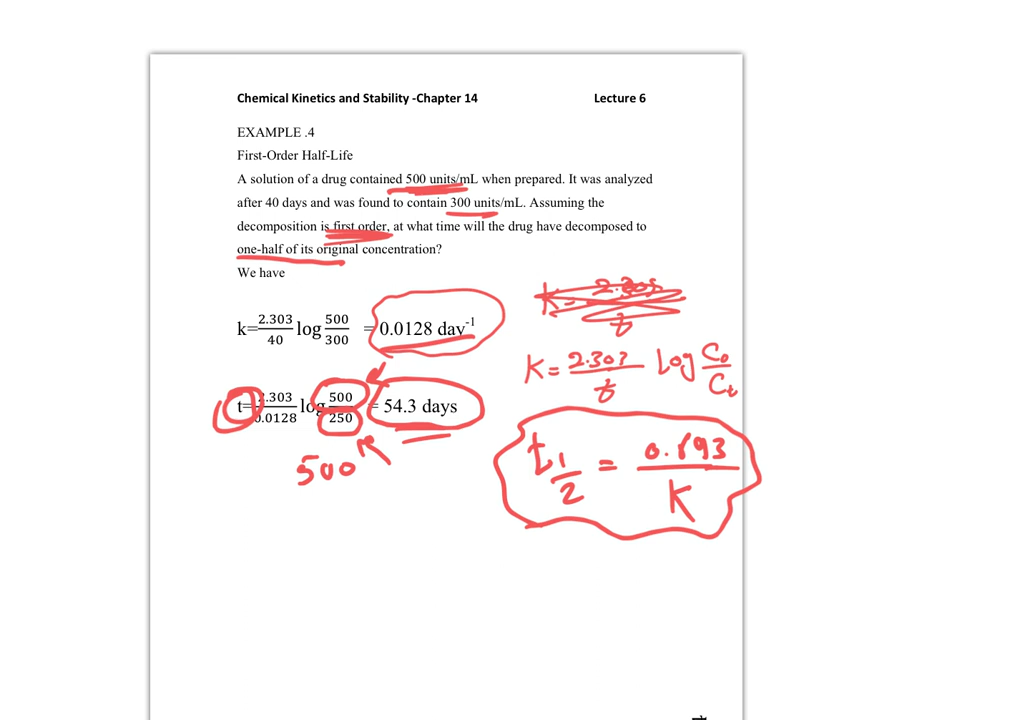 Chemical Kinetics and Stability -Chapter 14 Lecture 6
EXAMPLE .4
First-Order Half-Life
A solution of a drug contained 500 units/mL when prepared. It was analyzed
after 40 days and was found to contain 300 units/mL. Assuming the
decomposition is first order, at what time will the drug have decomposed to
one-half of its original concentration?
We have
k=2.303/40 log 500/300 = 0.0128 day-1
t=2.303/0.0128 log 500/250 = 54.3 days
500
K = 2.303/t
K = 2.303/t Log C0/Ct
t1/2 = 0.693/K